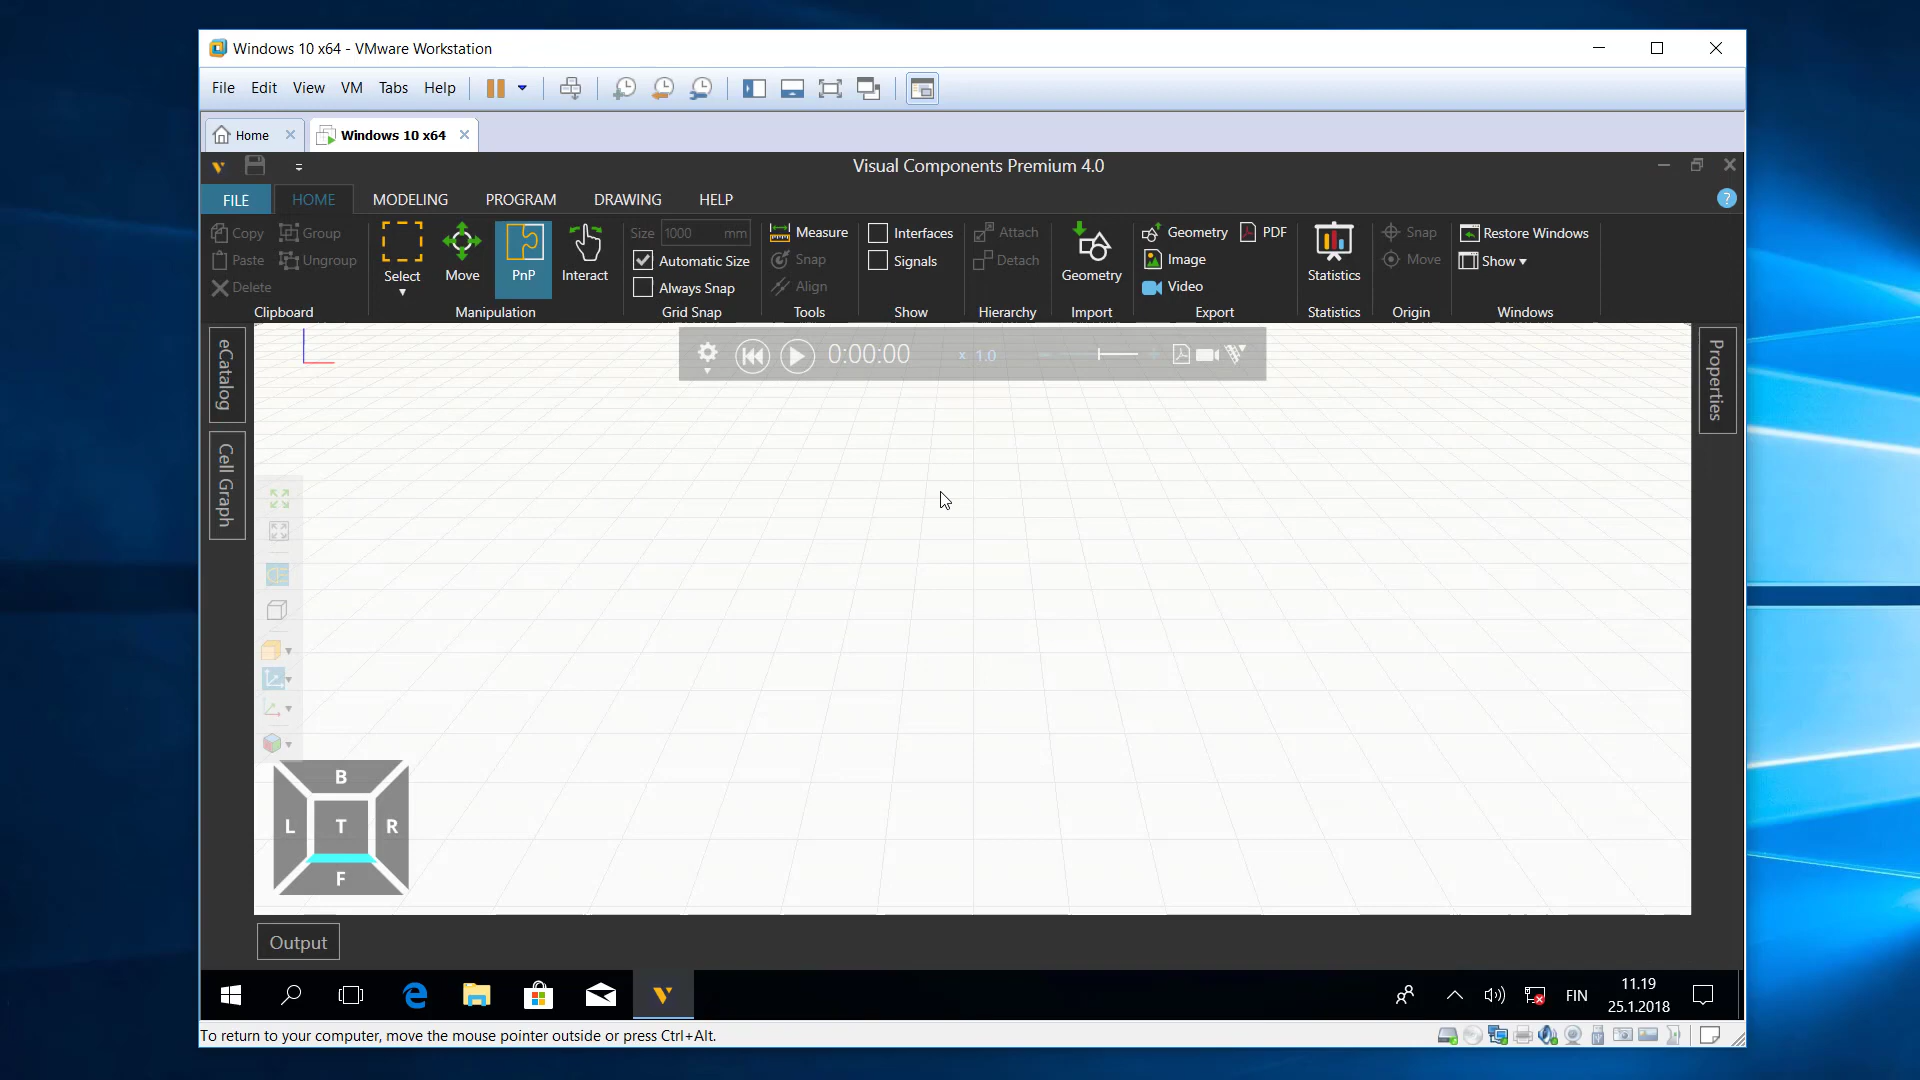 Windows 10 x64 - VMware Workstation
File Edit View VM Tabs Help
Home Windows 10 x64
Visual Components Premium 4.0
FILE HOME MODELING PROGRAM DRAWING HELP
Copy Group Select Move PnP Interact Size 1000 mm Measure Interfaces Attach Geometry Geometry PDF Statistics Snap Restore Windows
Paste Ungroup Automatic Size Snap Signals Detach Image Move Show
Delete Always Snap Align Video
Clipboard Manipulation Grid Snap Tools Show Hierarchy Import Export Statistics Origin Windows
eCatalog
Cell Graph
0:00:00 x 1.0
Properties
B
L T R
F
Output
FIN 11.19
25.1.2018
To return to your computer, move the mouse pointer outside or press Ctrl+Alt.